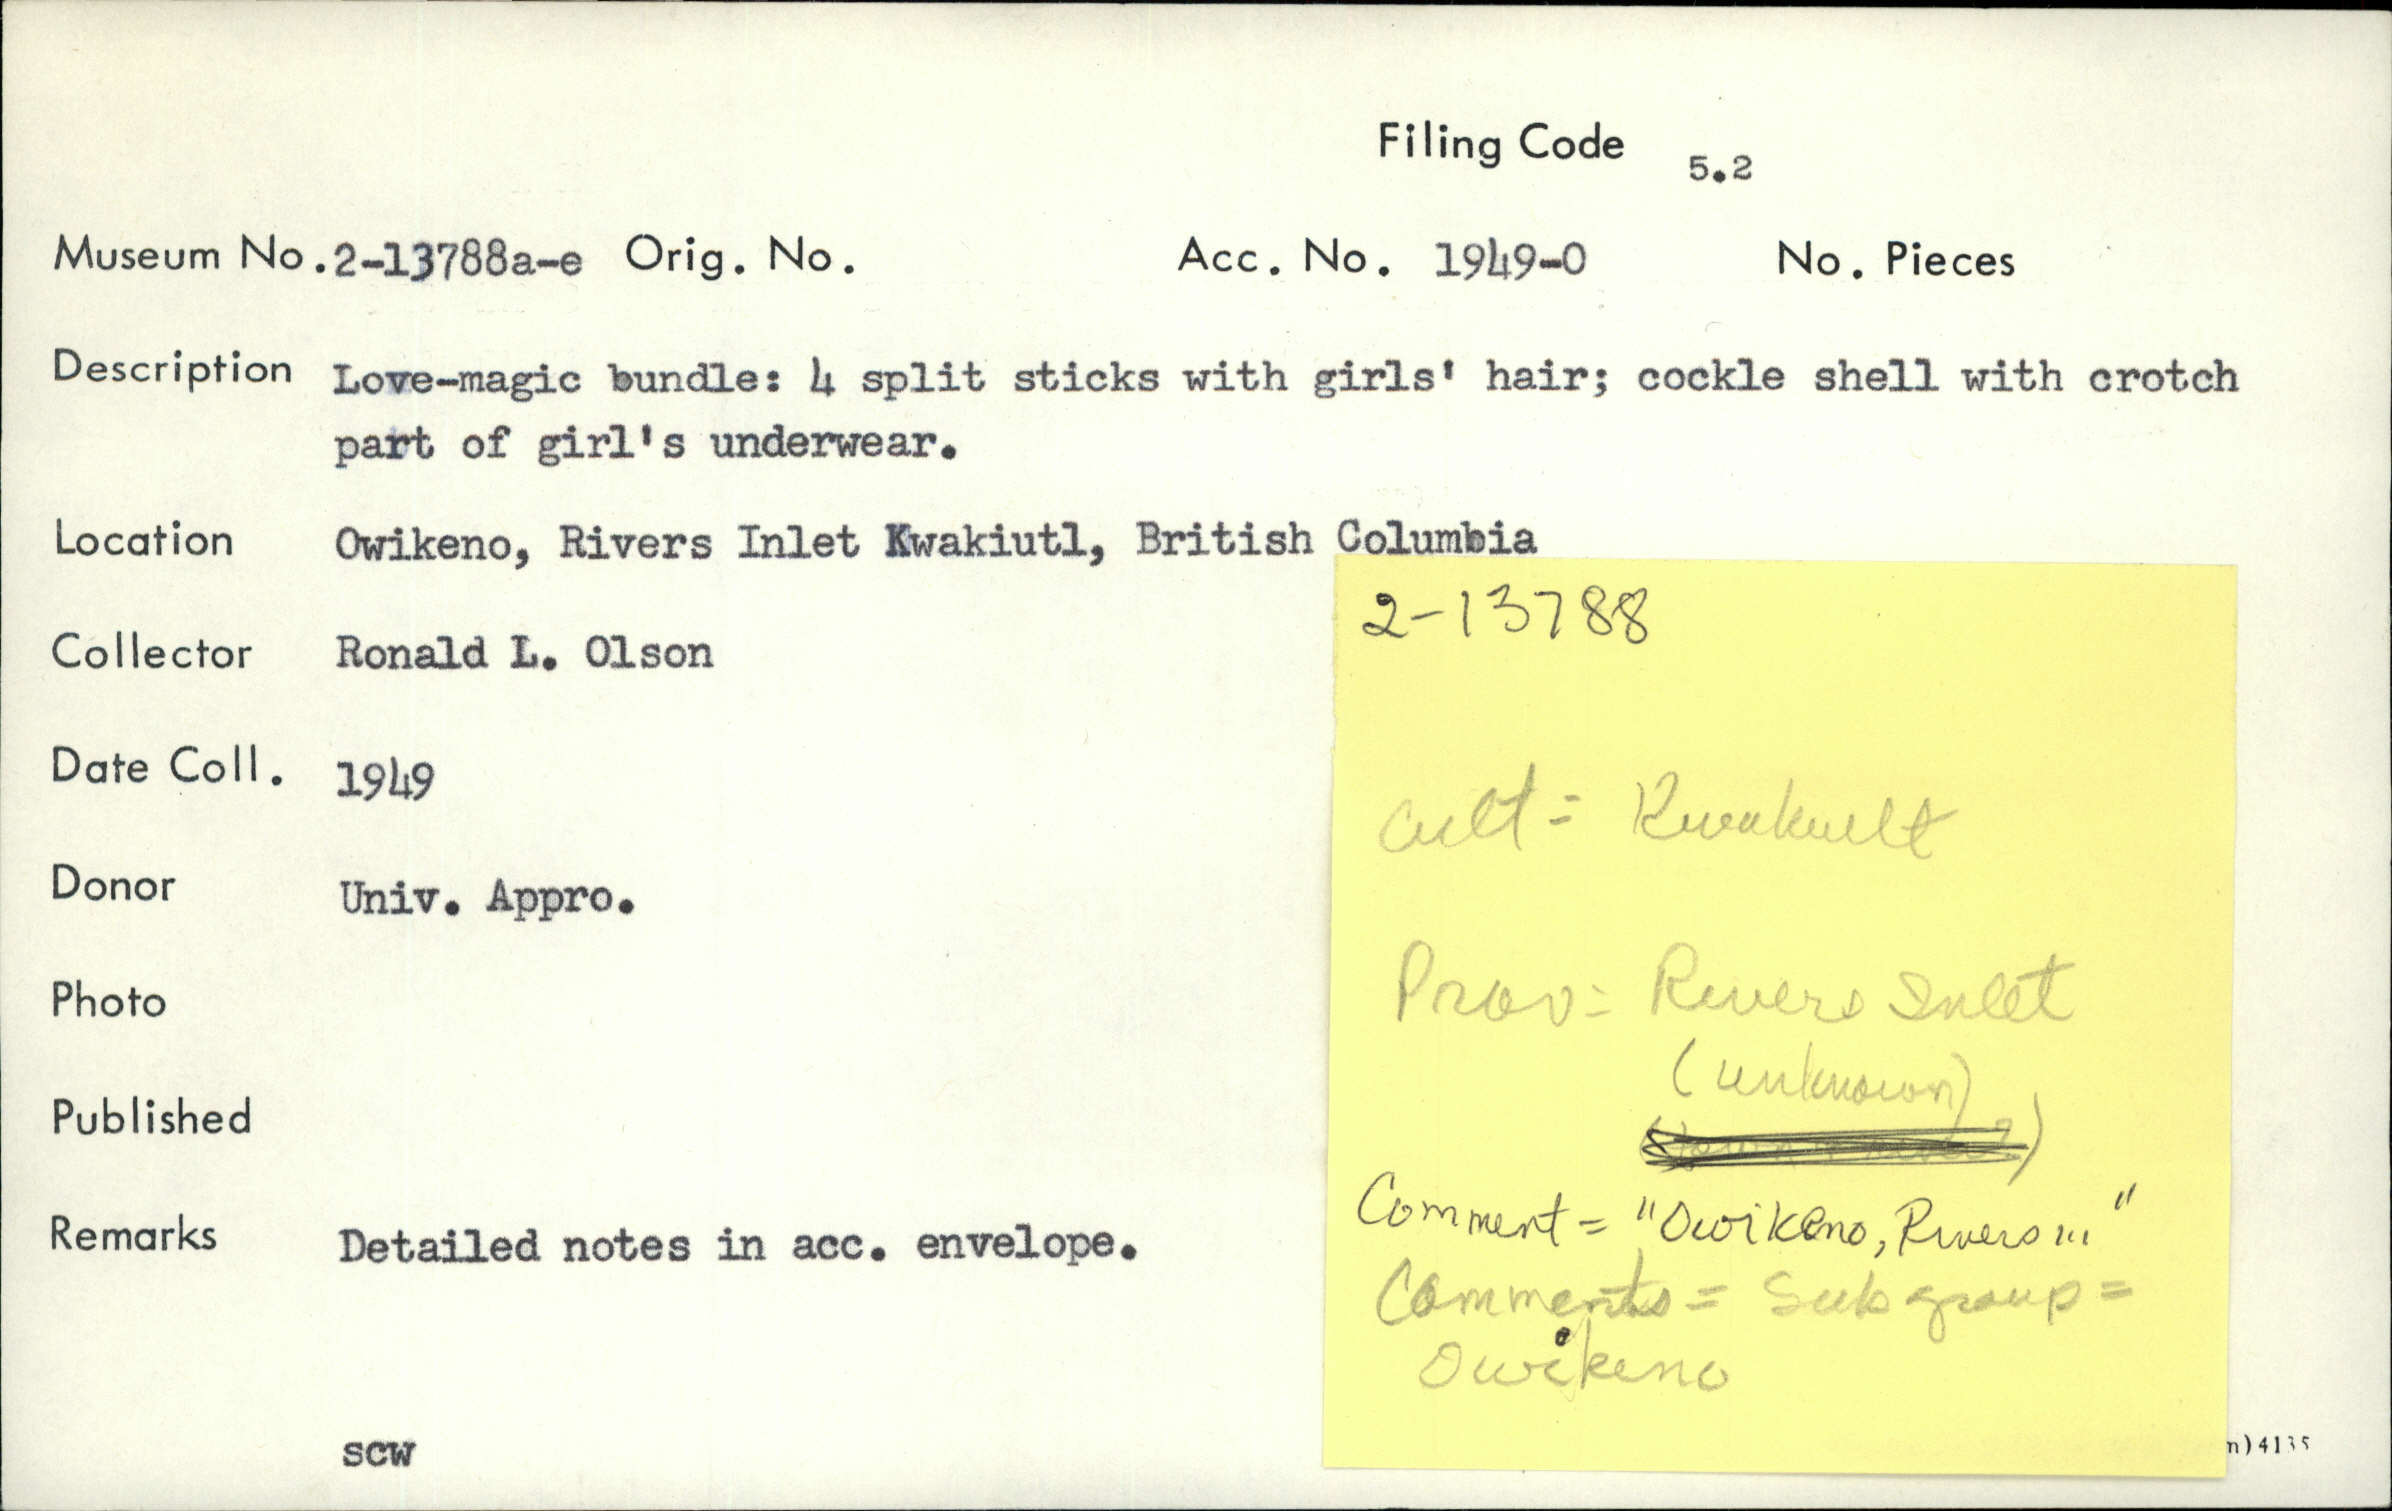 Filing Code 5.2
Museum No. 2-13788a-e Orig. No. Acc. No. 1949-0 No. Pieces
Description Love-magic bundle: 4 split sticks with girls' hair; cockle shell with crotch
part of girl's underwear.
Location Owikeno, Rivers Inlet Kwakiutl, British Columbia
Collector Ronald L. Olson
Date Coll. 1949
Donor Univ. Appro.
Photo
Published
Remarks Detailed notes in acc. envelope.
scw
2-13788
Cult = Kwakuelt
Prov = Rivers Inlet
(unknown)
Comment = "Owikeno, Rivers..."
Comments = Subgroup =
Owikeno
m)4135